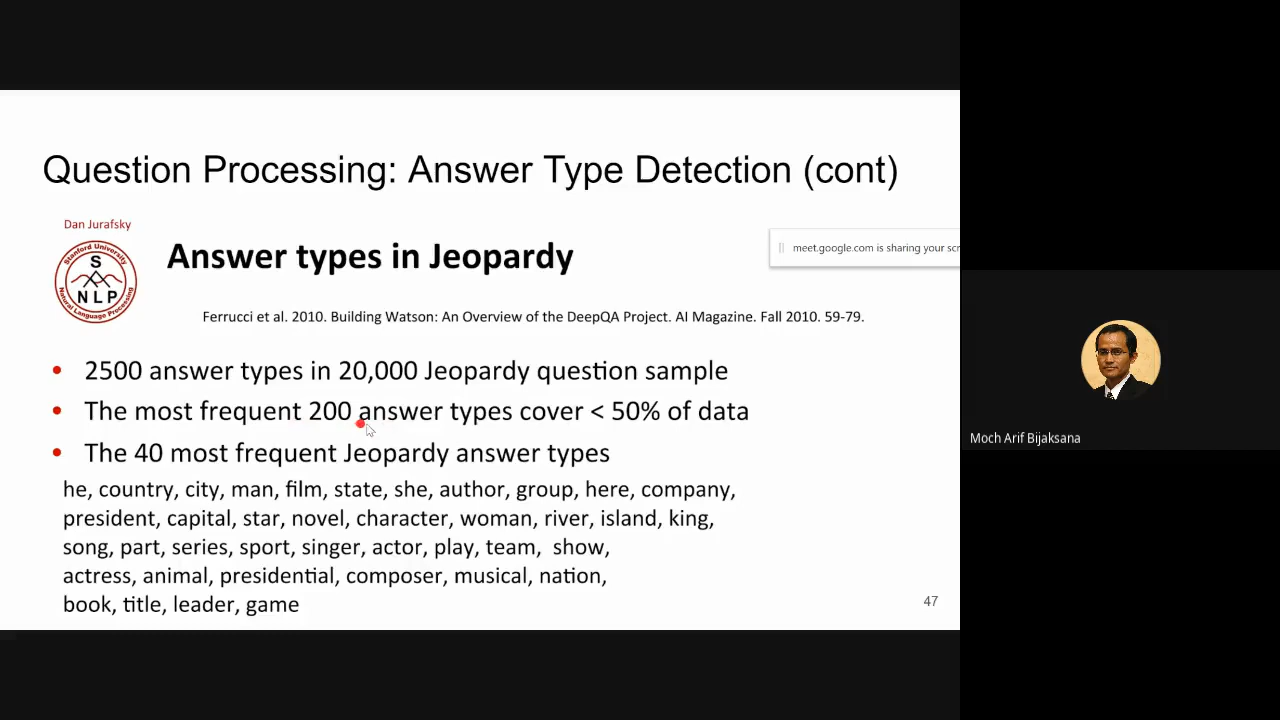 Question Processing: Answer Type Detection (cont)
Dan Jurafsky
Stanford University
S
N L P
Natural Language Processing
Answer types in Jeopardy
meet.google.com is sharing your scr
Ferrucci et al. 2010. Building Watson: An Overview of the DeepQA Project. AI Magazine. Fall 2010. 59-79.
• 2500 answer types in 20,000 Jeopardy question sample
• The most frequent 200 answer types cover < 50% of data
• The 40 most frequent Jeopardy answer types
he, country, city, man, film, state, she, author, group, here, company,
president, capital, star, novel, character, woman, river, island, king,
song, part, series, sport, singer, actor, play, team, show,
actress, animal, presidential, composer, musical, nation,
book, title, leader, game
47
Moch Arif Bijaksana